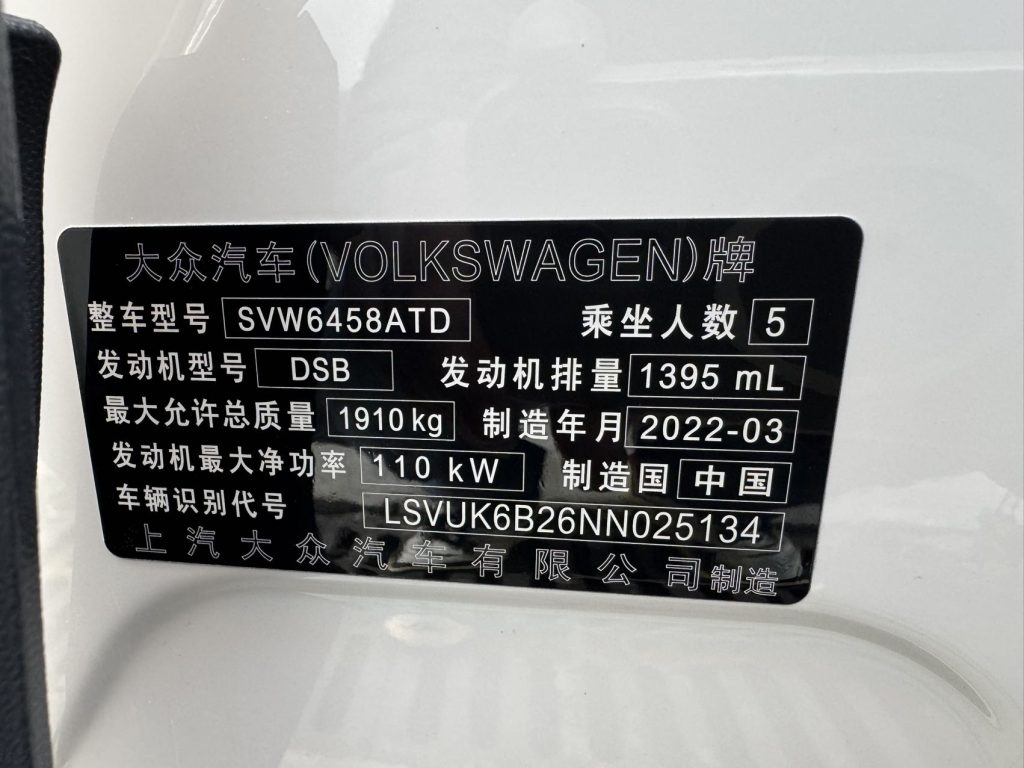 大众汽车(VOLKSWAGEN)牌
整车型号 SVW6458ATD 乘坐人数 5
发动机型号 DSB 发动机排量 1395 mL
最大允许总质量 1910kg 制造年月 2022-03
发动机最大净功率 110 kW 制造国 中国
车辆识别代号 LSVUK6B26NN025134
上汽大众汽车有限公司制造